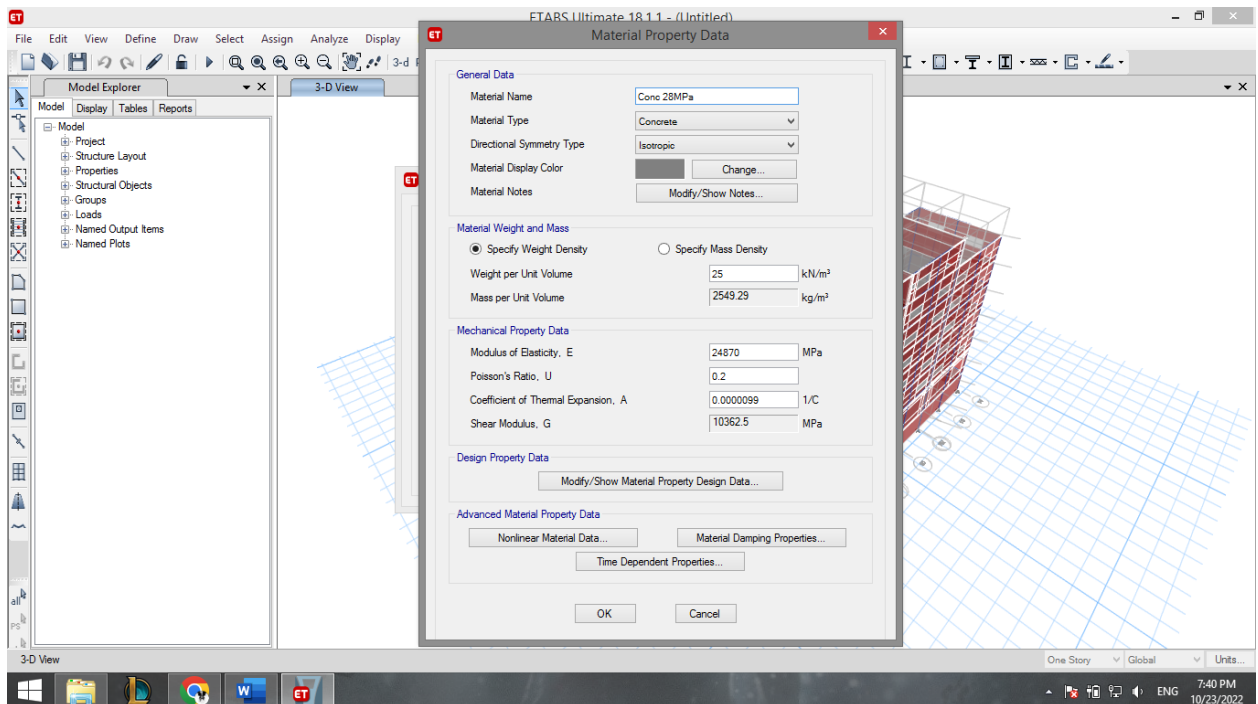 ET ETABS Ultimate 18.1.1 - (Untitled)
File Edit View Define Draw Select Assign Analyze Display
3-d
Model Explorer
Model Display Tables Reports
Model
Project
Structure Layout
Properties
Structural Objects
Groups
Loads
Named Output Items
Named Plots
all
PS
3-D View
ET Material Property Data
General Data
Material Name Conc 28MPa
Material Type Concrete
Directional Symmetry Type Isotropic
Material Display Color Change...
Material Notes Modify/Show Notes...
Material Weight and Mass
Specify Weight Density Specify Mass Density
Weight per Unit Volume 25 kN/m³
Mass per Unit Volume 2549.29 kg/m³
Mechanical Property Data
Modulus of Elasticity, E 24870 MPa
Poisson's Ratio, U 0.2
Coefficient of Thermal Expansion, A 0.0000099 1/C
Shear Modulus, G 10362.5 MPa
Design Property Data
Modify/Show Material Property Design Data...
Advanced Material Property Data
Nonlinear Material Data... Material Damping Properties...
Time Dependent Properties...
OK Cancel
3-D View One Story Global Units...
ET
ENG 7:40 PM
10/23/2022